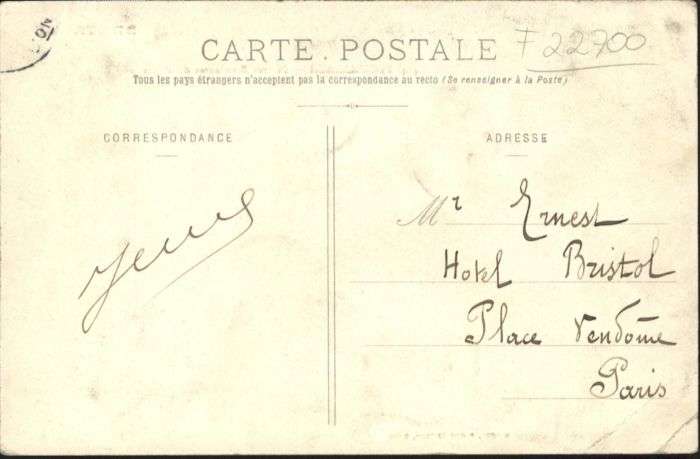 CARTE . POSTALE
F 22700
Tous les pays étrangers n'acceptent pas la correspondance au recto (Se renseigner à la Poste)
CORRESPONDANCE
ADRESSE
Mr Ernest
Hotel Bristol
Place Vendôme
Paris